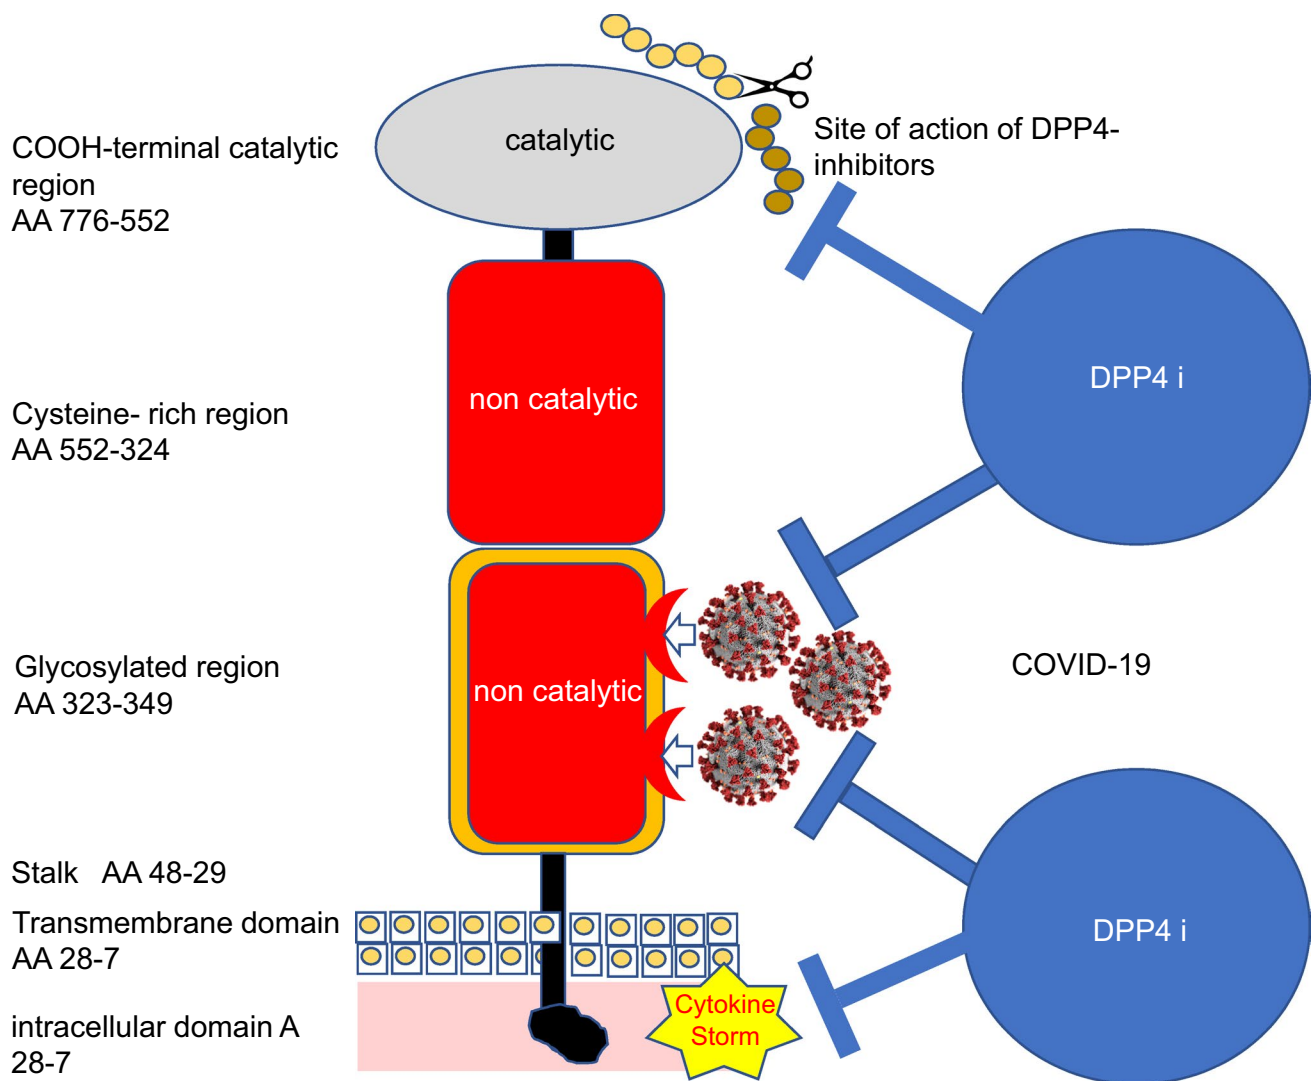 COOH-terminal catalytic
region
AA 776-552
catalytic
Site of action of DPP4-
inhibitors
Cysteine- rich region
AA 552-324
non catalytic
DPP4 i
Glycosylated region
AA 323-349
non catalytic
COVID-19
Stalk AA 48-29
Transmembrane domain
AA 28-7
DPP4 i
intracellular domain A
28-7
Cytokine
Storm